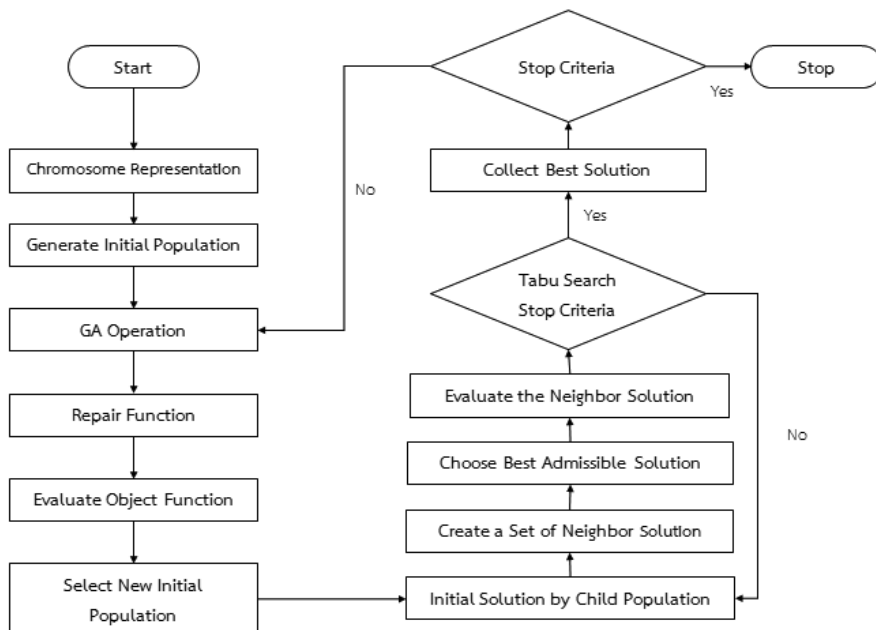 Start
Chromosome Representation
Generate Initial Population
GA Operation
Repair Function
Evaluate Object Function
Select New Initial
Population
Initial Solution by Child Population
Create a Set of Neighbor Solution
Choose Best Admissible Solution
Evaluate the Neighbor Solution
Tabu Search
Stop Criteria
No
Yes
Collect Best Solution
Stop Criteria
No
Yes
Stop